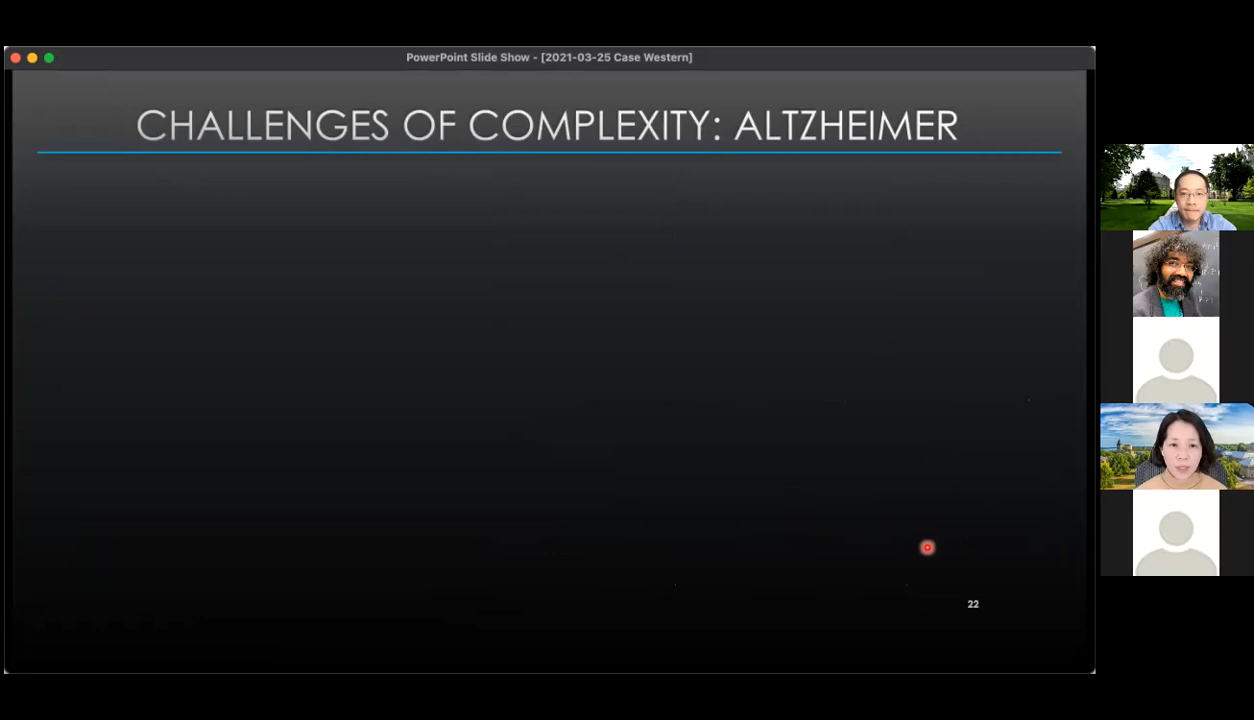 PowerPoint Slide Show - [2021-03-25 Case Western]
CHALLENGES OF COMPLEXITY: ALTZHEIMER
22